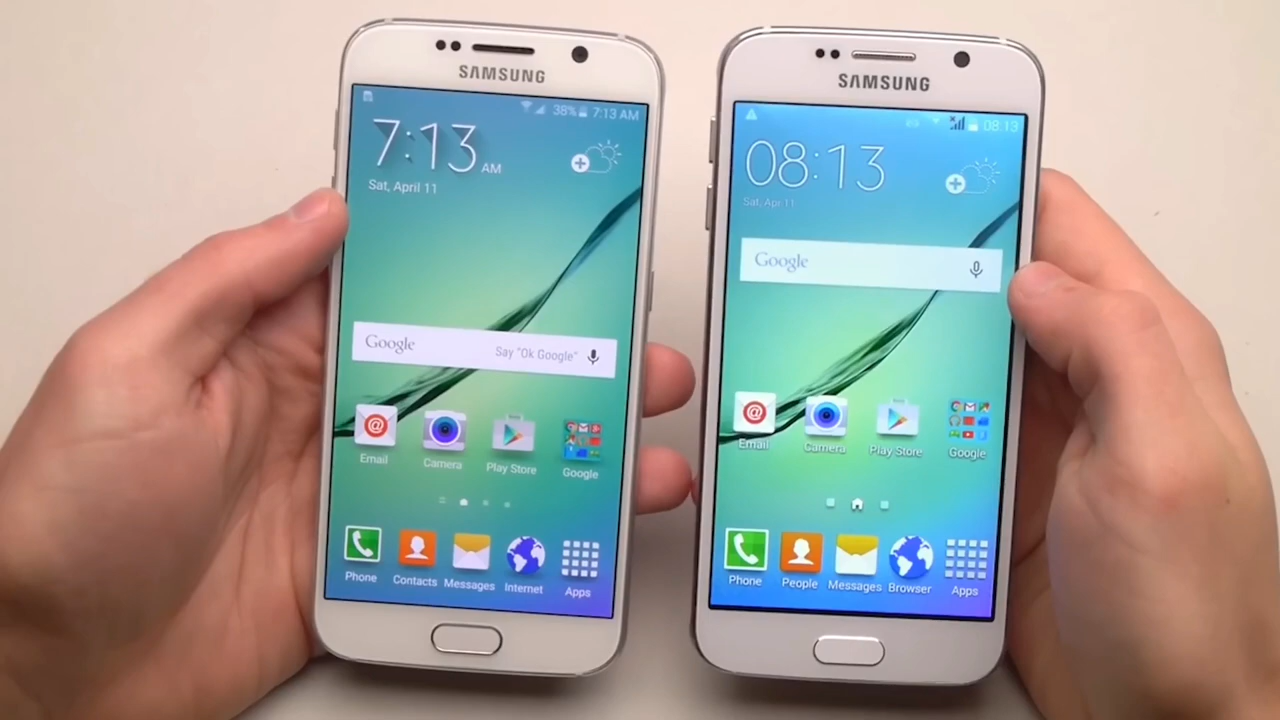 SAMSUNG
38% 7:13 AM
7:13 AM
Sat, April 11
Google Say "Ok Google"
Email Camera Play Store Google
Phone Contacts Messages Internet Apps
SAMSUNG
08:13
08:13
Sat, Apr 11
Google
Email Camera Play Store Google
Phone People Messages Browser Apps